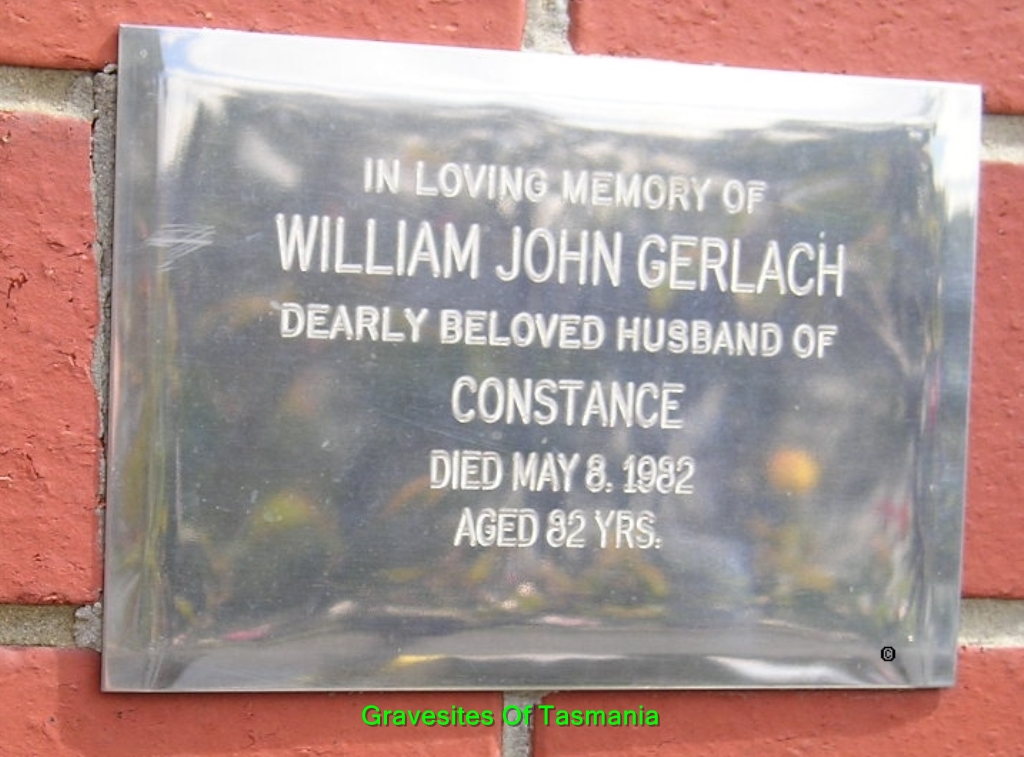 IN LOVING MEMORY OF
WILLIAM JOHN GERLACH
DEARLY BELOVED HUSBAND OF
CONSTANCE
DIED MAY 8, 1982
AGED 82 YRS.
©
Gravesites Of Tasmania